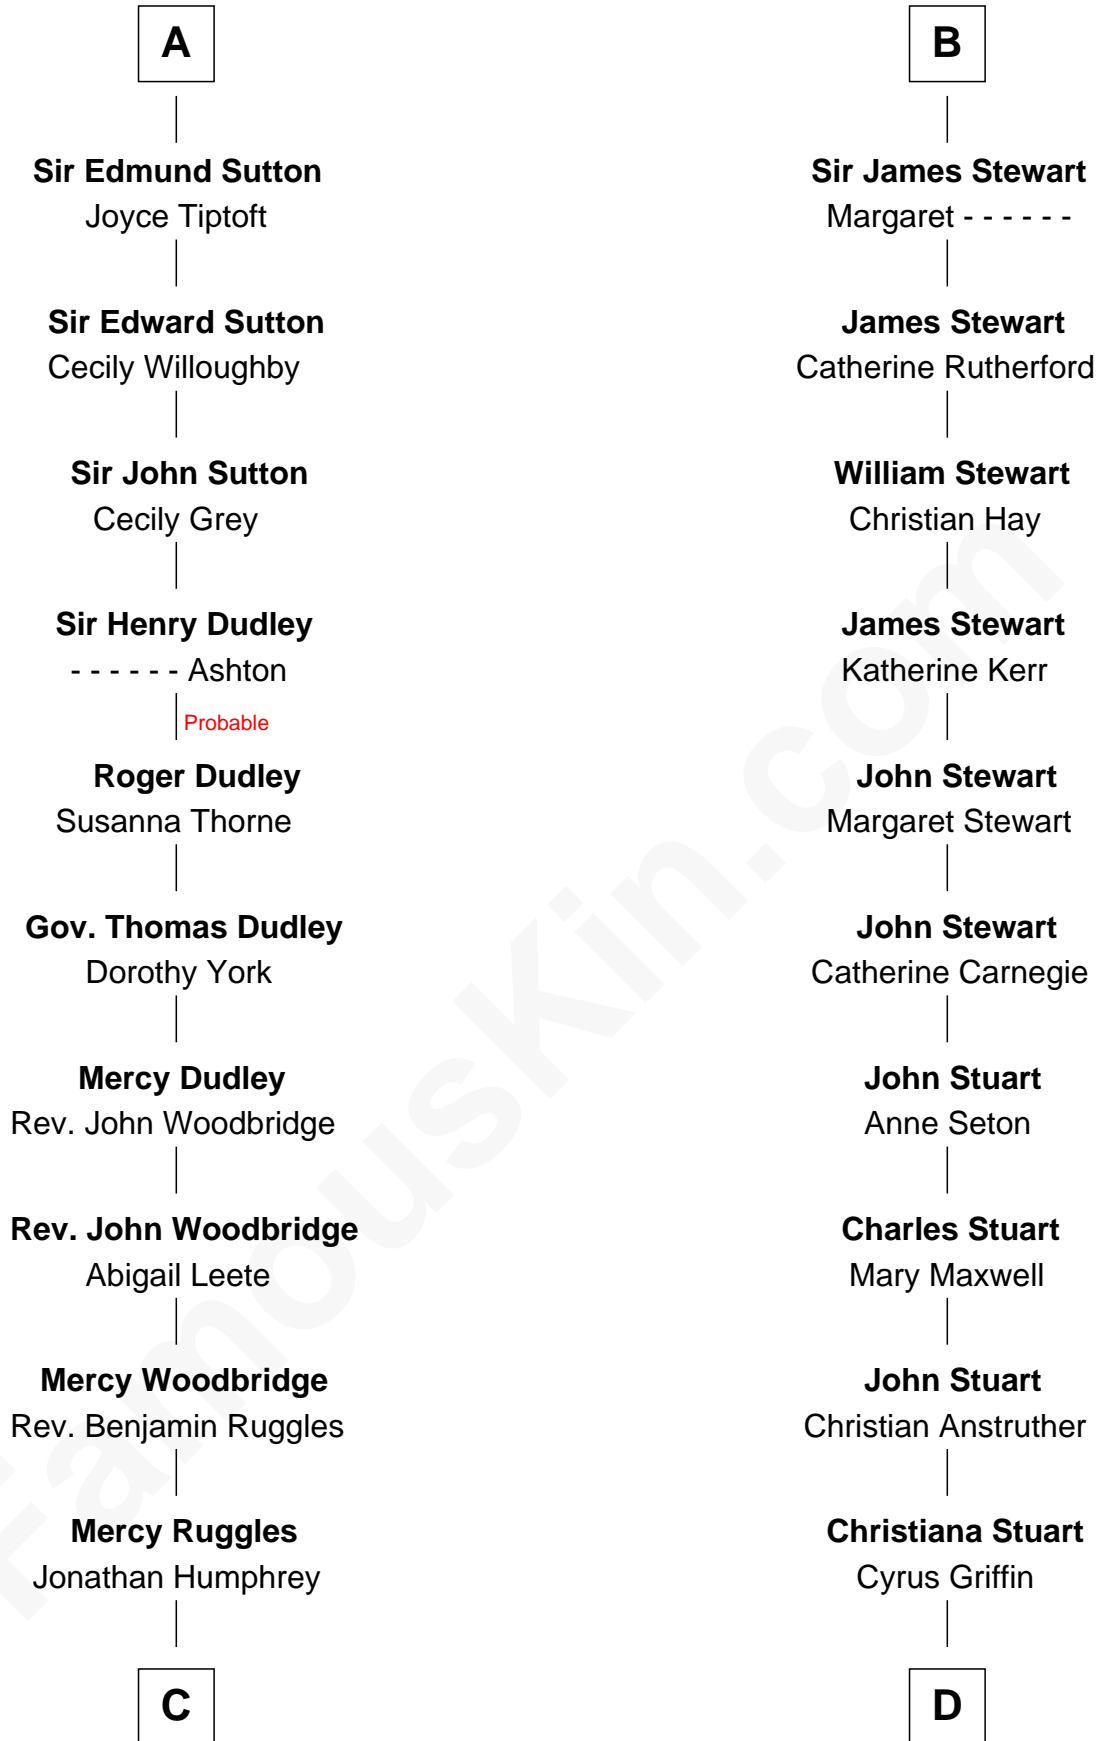 A
Sir Edmund Sutton
Joyce Tiptoft
Sir Edward Sutton
Cecily Willoughby
Sir John Sutton
Cecily Grey
Sir Henry Dudley
- - - - - - Ashton
Probable
Roger Dudley
Susanna Thorne
Gov. Thomas Dudley
Dorothy York
Mercy Dudley
Rev. John Woodbridge
Rev. John Woodbridge
Abigail Leete
Mercy Woodbridge
Rev. Benjamin Ruggles
Mercy Ruggles
Jonathan Humphrey
C
B
Sir James Stewart
Margaret - - - - - -
James Stewart
Catherine Rutherford
William Stewart
Christian Hay
James Stewart
Katherine Kerr
John Stewart
Margaret Stewart
John Stewart
Catherine Carnegie
John Stuart
Anne Seton
Charles Stuart
Mary Maxwell
John Stuart
Christian Anstruther
Christiana Stuart
Cyrus Griffin
D
FamousKin.com